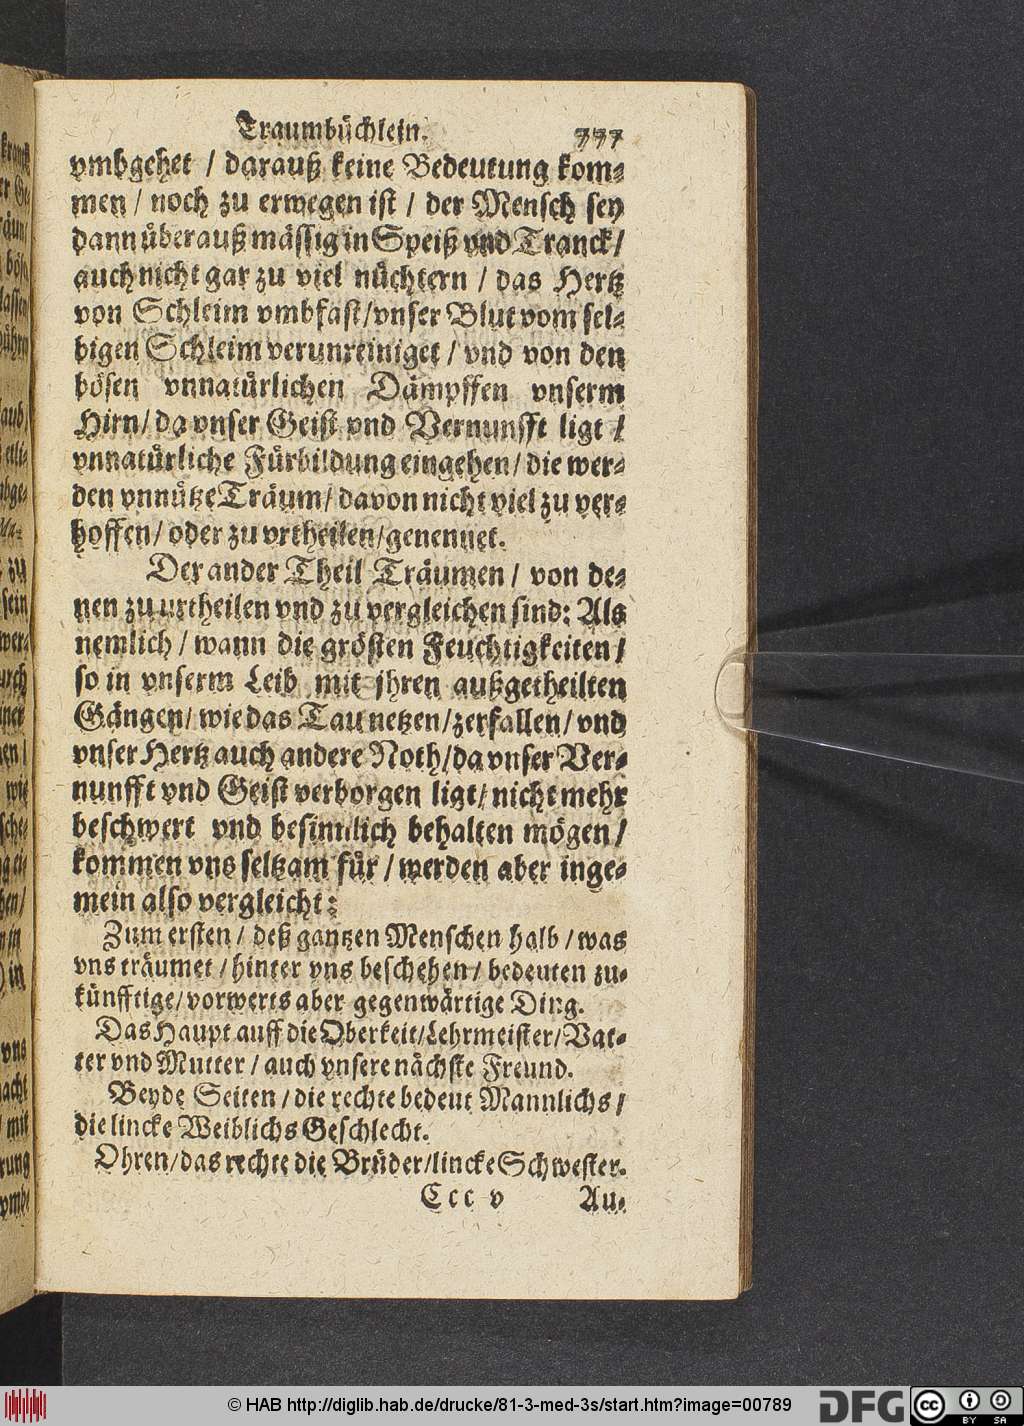 Traumbüchlein. 777
vmbgehet / darauß keine Bedeutung kom-
men / noch zu erwegen ist / der Mensch sey
dann überauß mässig in Speiß vnd Tranck /
auch nicht gar zu viel nüchtern / das Hertz
von Schleim vmbfast / vnser Blut vom sel-
bigen Schleim verunreiniget / vnd von den
bösen vnnatürlichen Dämpffen vnserm
Hirn / da vnser Geist vnd Vernunfft ligt /
vnnatürliche Fürbildung eingehen / die wer-
den vnnütze Träum / davon nicht viel zu ver-
hoffen / oder zu vrtheilen / genennet.
Der ander Theil Träumen / von de-
nen zu urtheilen vnd zu vergleichen sind: Als
nemlich / wann die grösten Feuchtigkeiten /
so in vnserm Leib mit jhren außgetheilten
Gängen / wie das Tau netzen / zerfallen / vnd
vnser Hertz auch andere Noth / da vnser Ver-
nunfft vnd Geist verborgen ligt / nicht mehr
beschwert vnd besinnlich behalten mögen /
kommen vns seltzam für / werden aber inge-
mein also vergleicht:
Zum ersten / deß gantzen Menschen halb / was
vns träumet / hinter vns beschehen / bedeuten zu-
künfftige / vorwerts aber gegenwärtige Ding.
Das Haupt auff die Oberkeit / Lehrmeister / Vat-
ter vnd Mutter / auch vnsere nächste Freund.
Beyde Seiten / die rechte bedeut Mannlichs /
die lincke Weiblichs Geschlecht.
Ohren / das rechte die Brüder / lincke Schwester.
Ccc v Au-
© HAB http://diglib.hab.de/drucke/81-3-med-3s/start.htm?image=00789
DFG cc BY SA